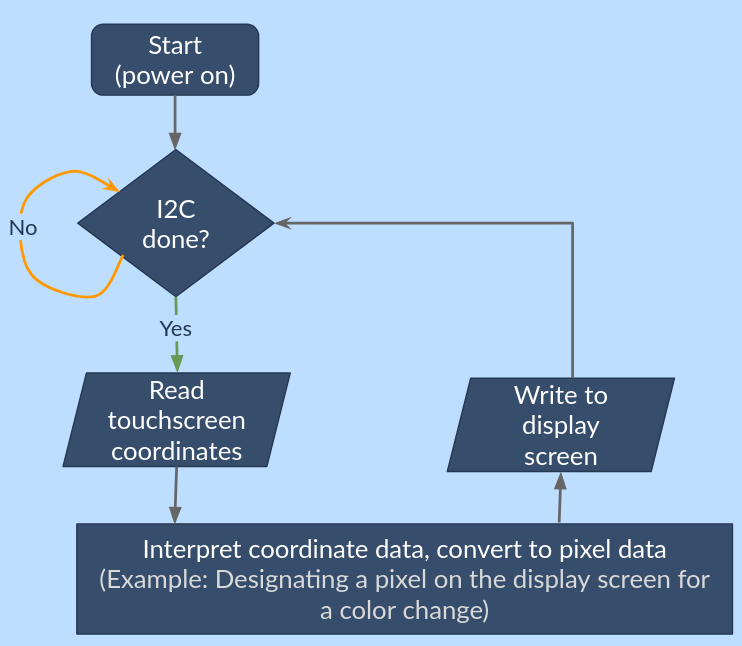 Start
(power on)
I2C
done?
No
Yes
Read
touchscreen
coordinates
Write to
display
screen
Interpret coordinate data, convert to pixel data
(Example: Designating a pixel on the display screen for
a color change)